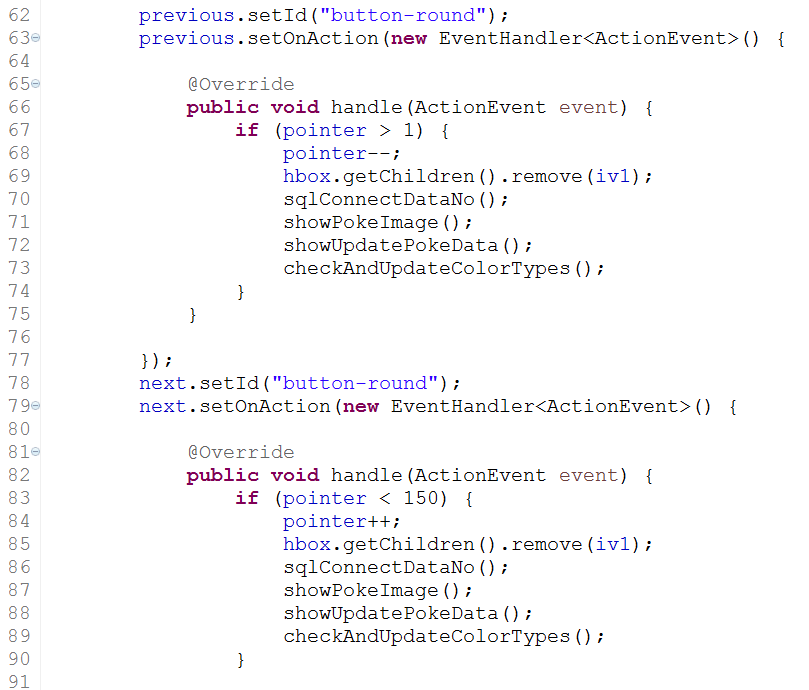 62 previous.setId("button-round");
63 previous.setOnAction(new EventHandler<ActionEvent>() {
64
65 @Override
66 public void handle(ActionEvent event) {
67 if (pointer > 1) {
68 pointer--;
69 hbox.getChildren().remove(iv1);
70 sqlConnectDataNo();
71 showPokeImage();
72 showUpdatePokeData();
73 checkAndUpdateColorTypes();
74 }
75 }
76
77 });
78 next.setId("button-round");
79 next.setOnAction(new EventHandler<ActionEvent>() {
80
81 @Override
82 public void handle(ActionEvent event) {
83 if (pointer < 150) {
84 pointer++;
85 hbox.getChildren().remove(iv1);
86 sqlConnectDataNo();
87 showPokeImage();
88 showUpdatePokeData();
89 checkAndUpdateColorTypes();
90 }
91